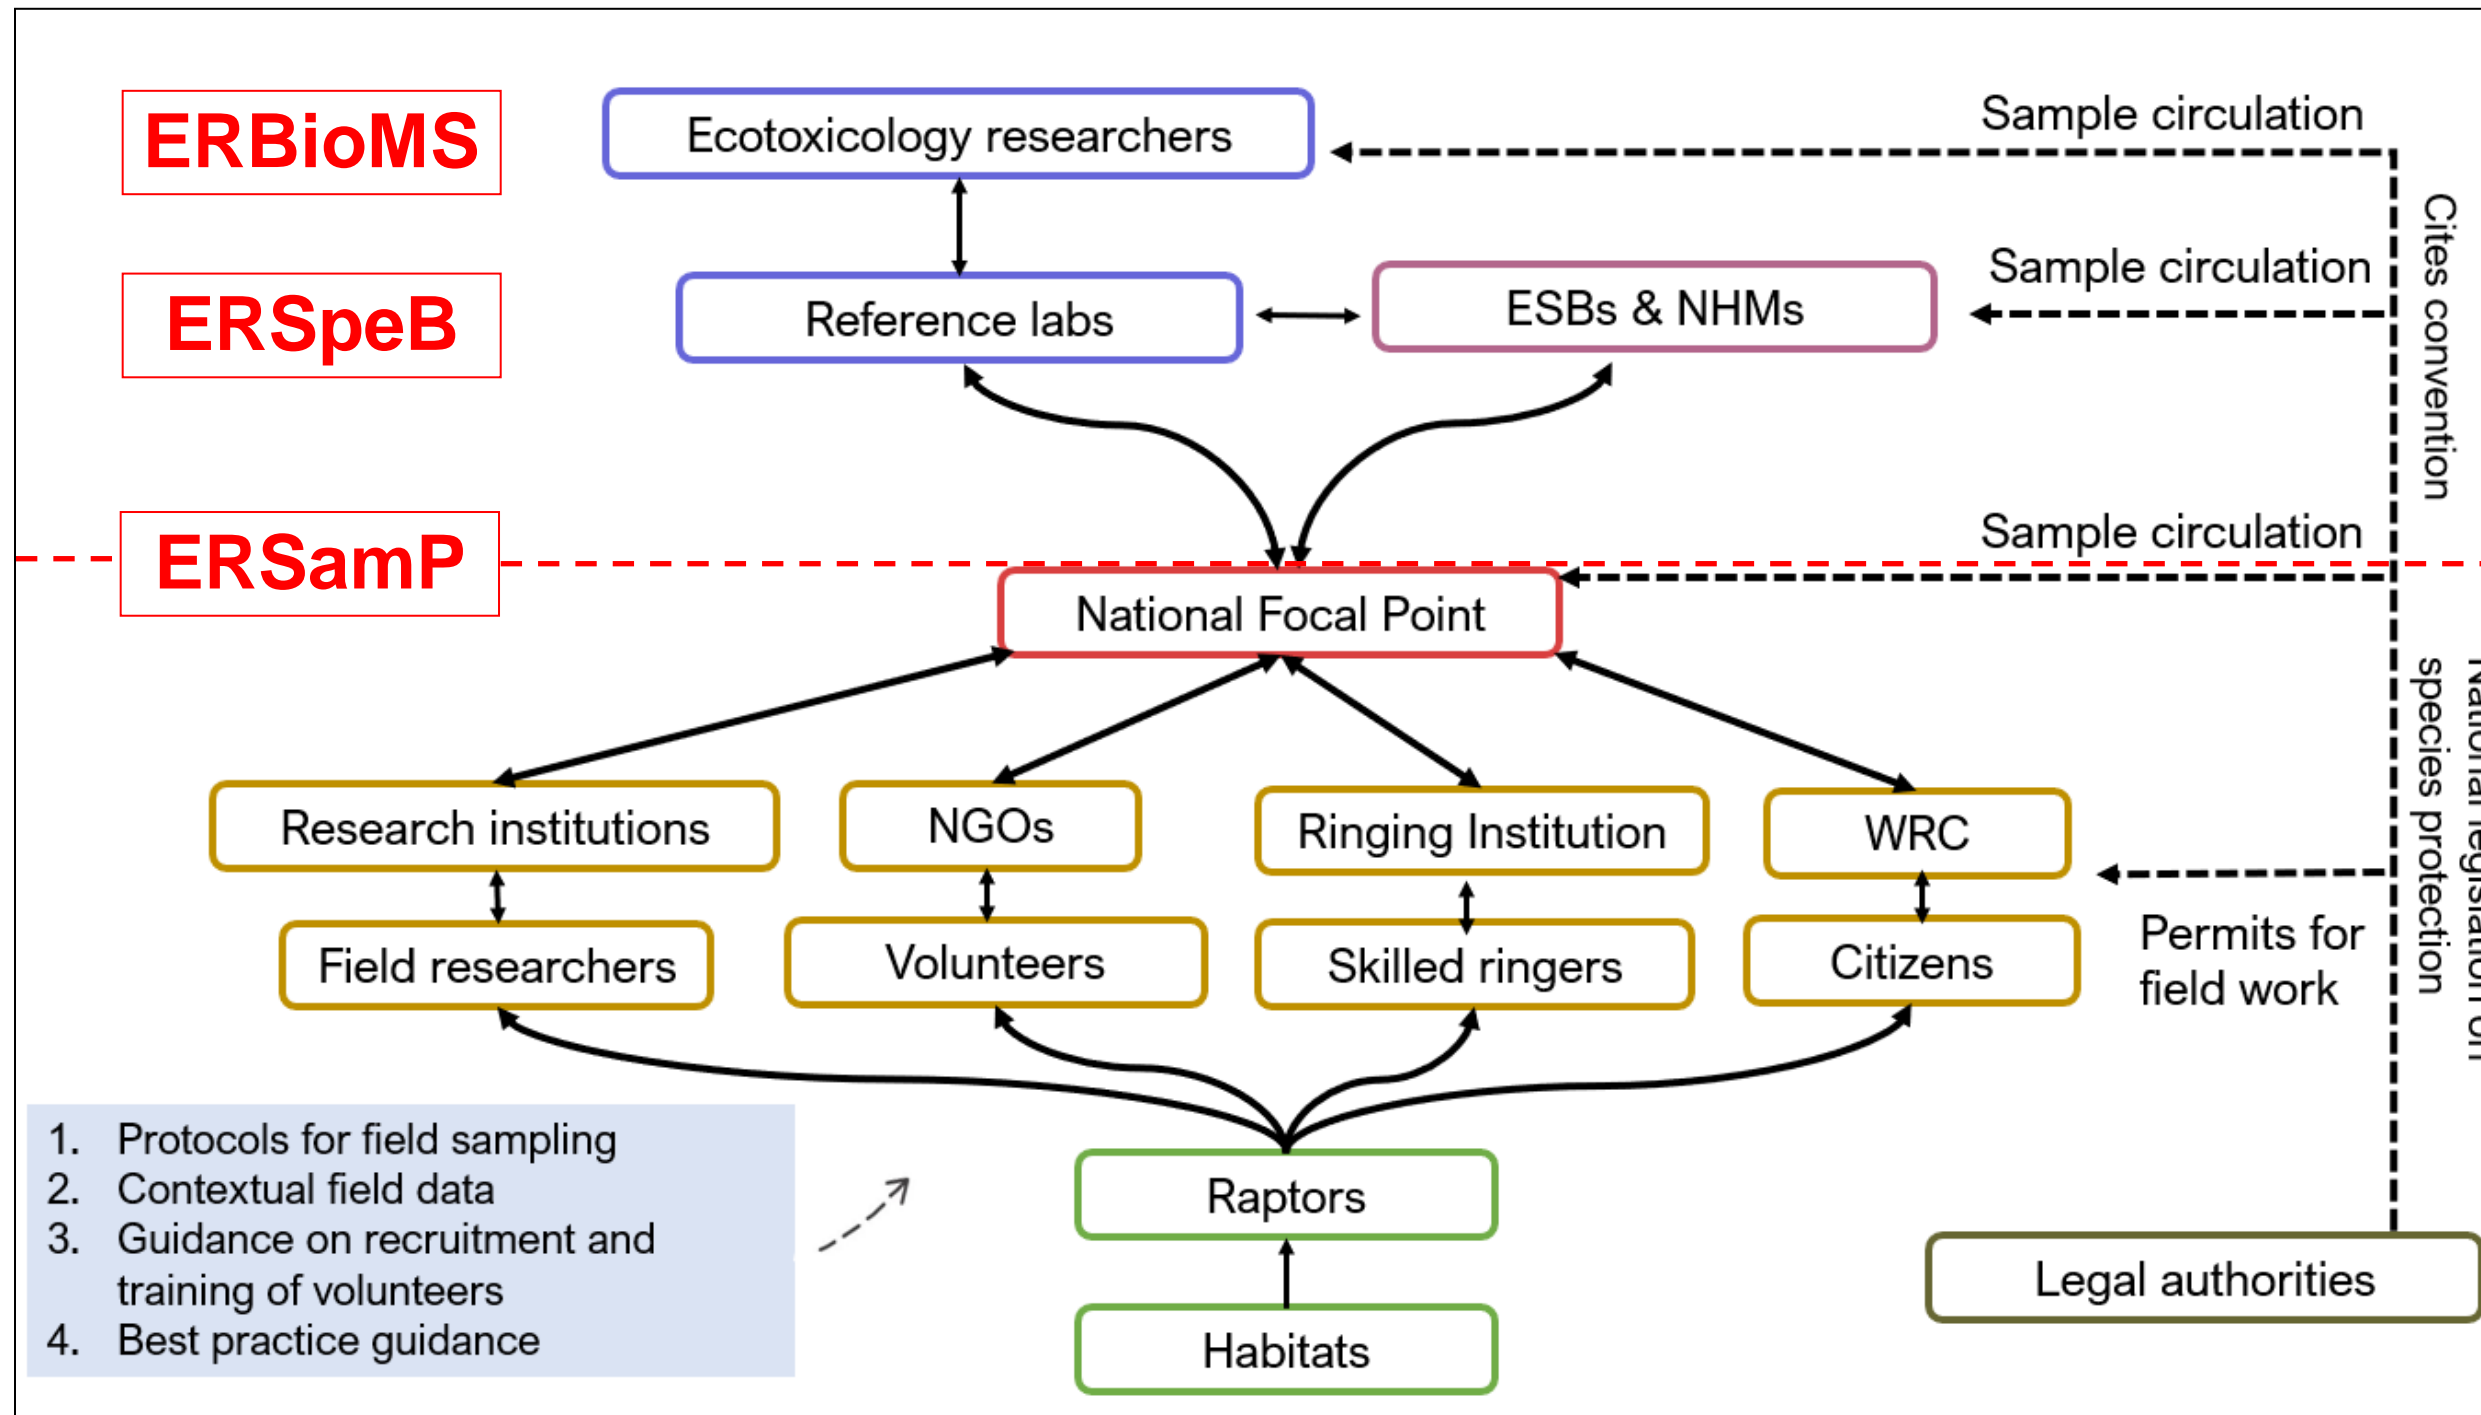 ERBioMS
Ecotoxicology researchers
Sample circulation
Cites convention
ERSpeB
Reference labs
ESBs & NHMs
Sample circulation
ERSamP
Sample circulation
National Focal Point
National legislation on
species protection
Research institutions
NGOs
Ringing Institution
WRC
Field researchers
Volunteers
Skilled ringers
Citizens
Permits for
field work
1. Protocols for field sampling
2. Contextual field data
3. Guidance on recruitment and
training of volunteers
4. Best practice guidance
Raptors
Legal authorities
Habitats